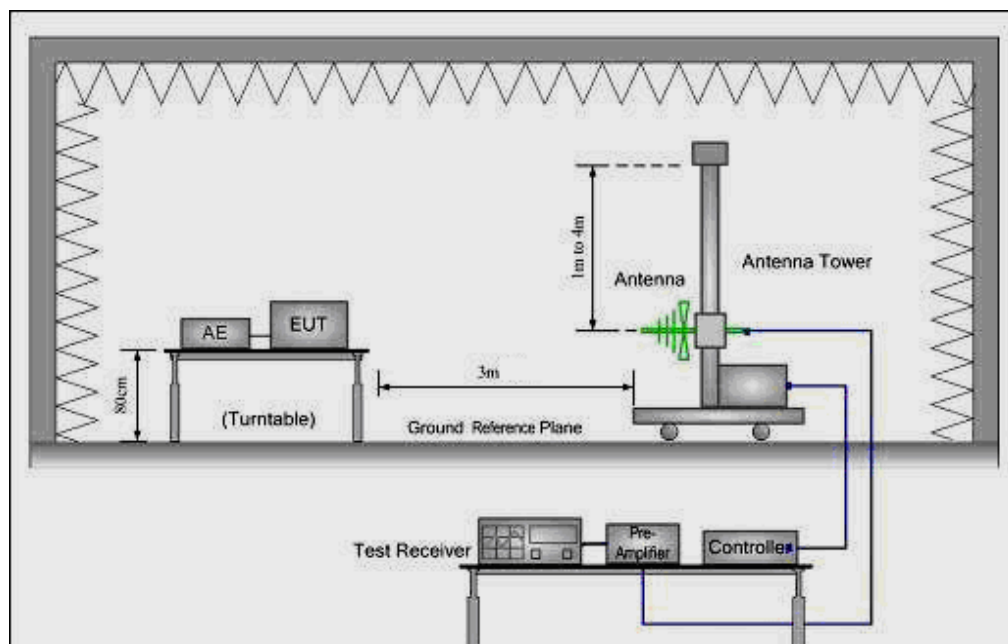 1m to 4m
Antenna
Antenna Tower
AE
EUT
80cm
(Turntable)
3m
Ground Reference Plane
Test Receiver
Pre-
Amplifier
Controller